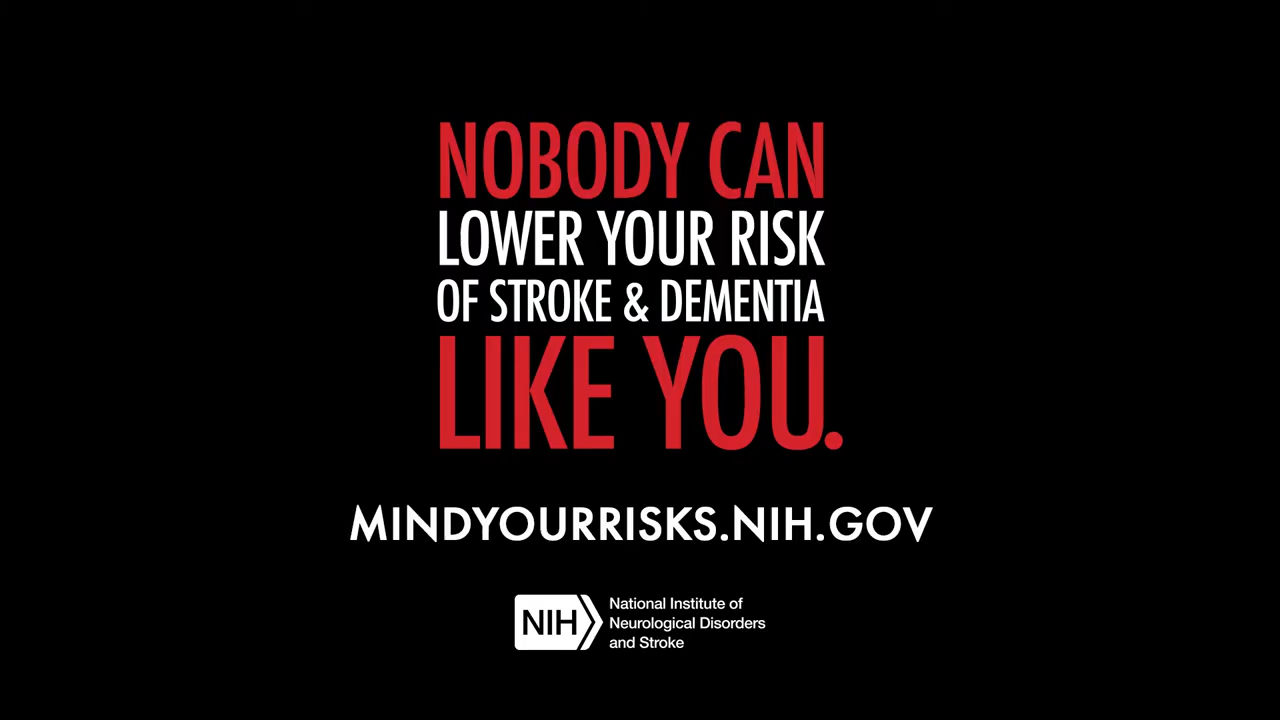 NOBODY CAN
LOWER YOUR RISK
OF STROKE & DEMENTIA
LIKE YOU.
MINDYOURRISKS.NIH.GOV
NIH
National Institute of
Neurological Disorders
and Stroke